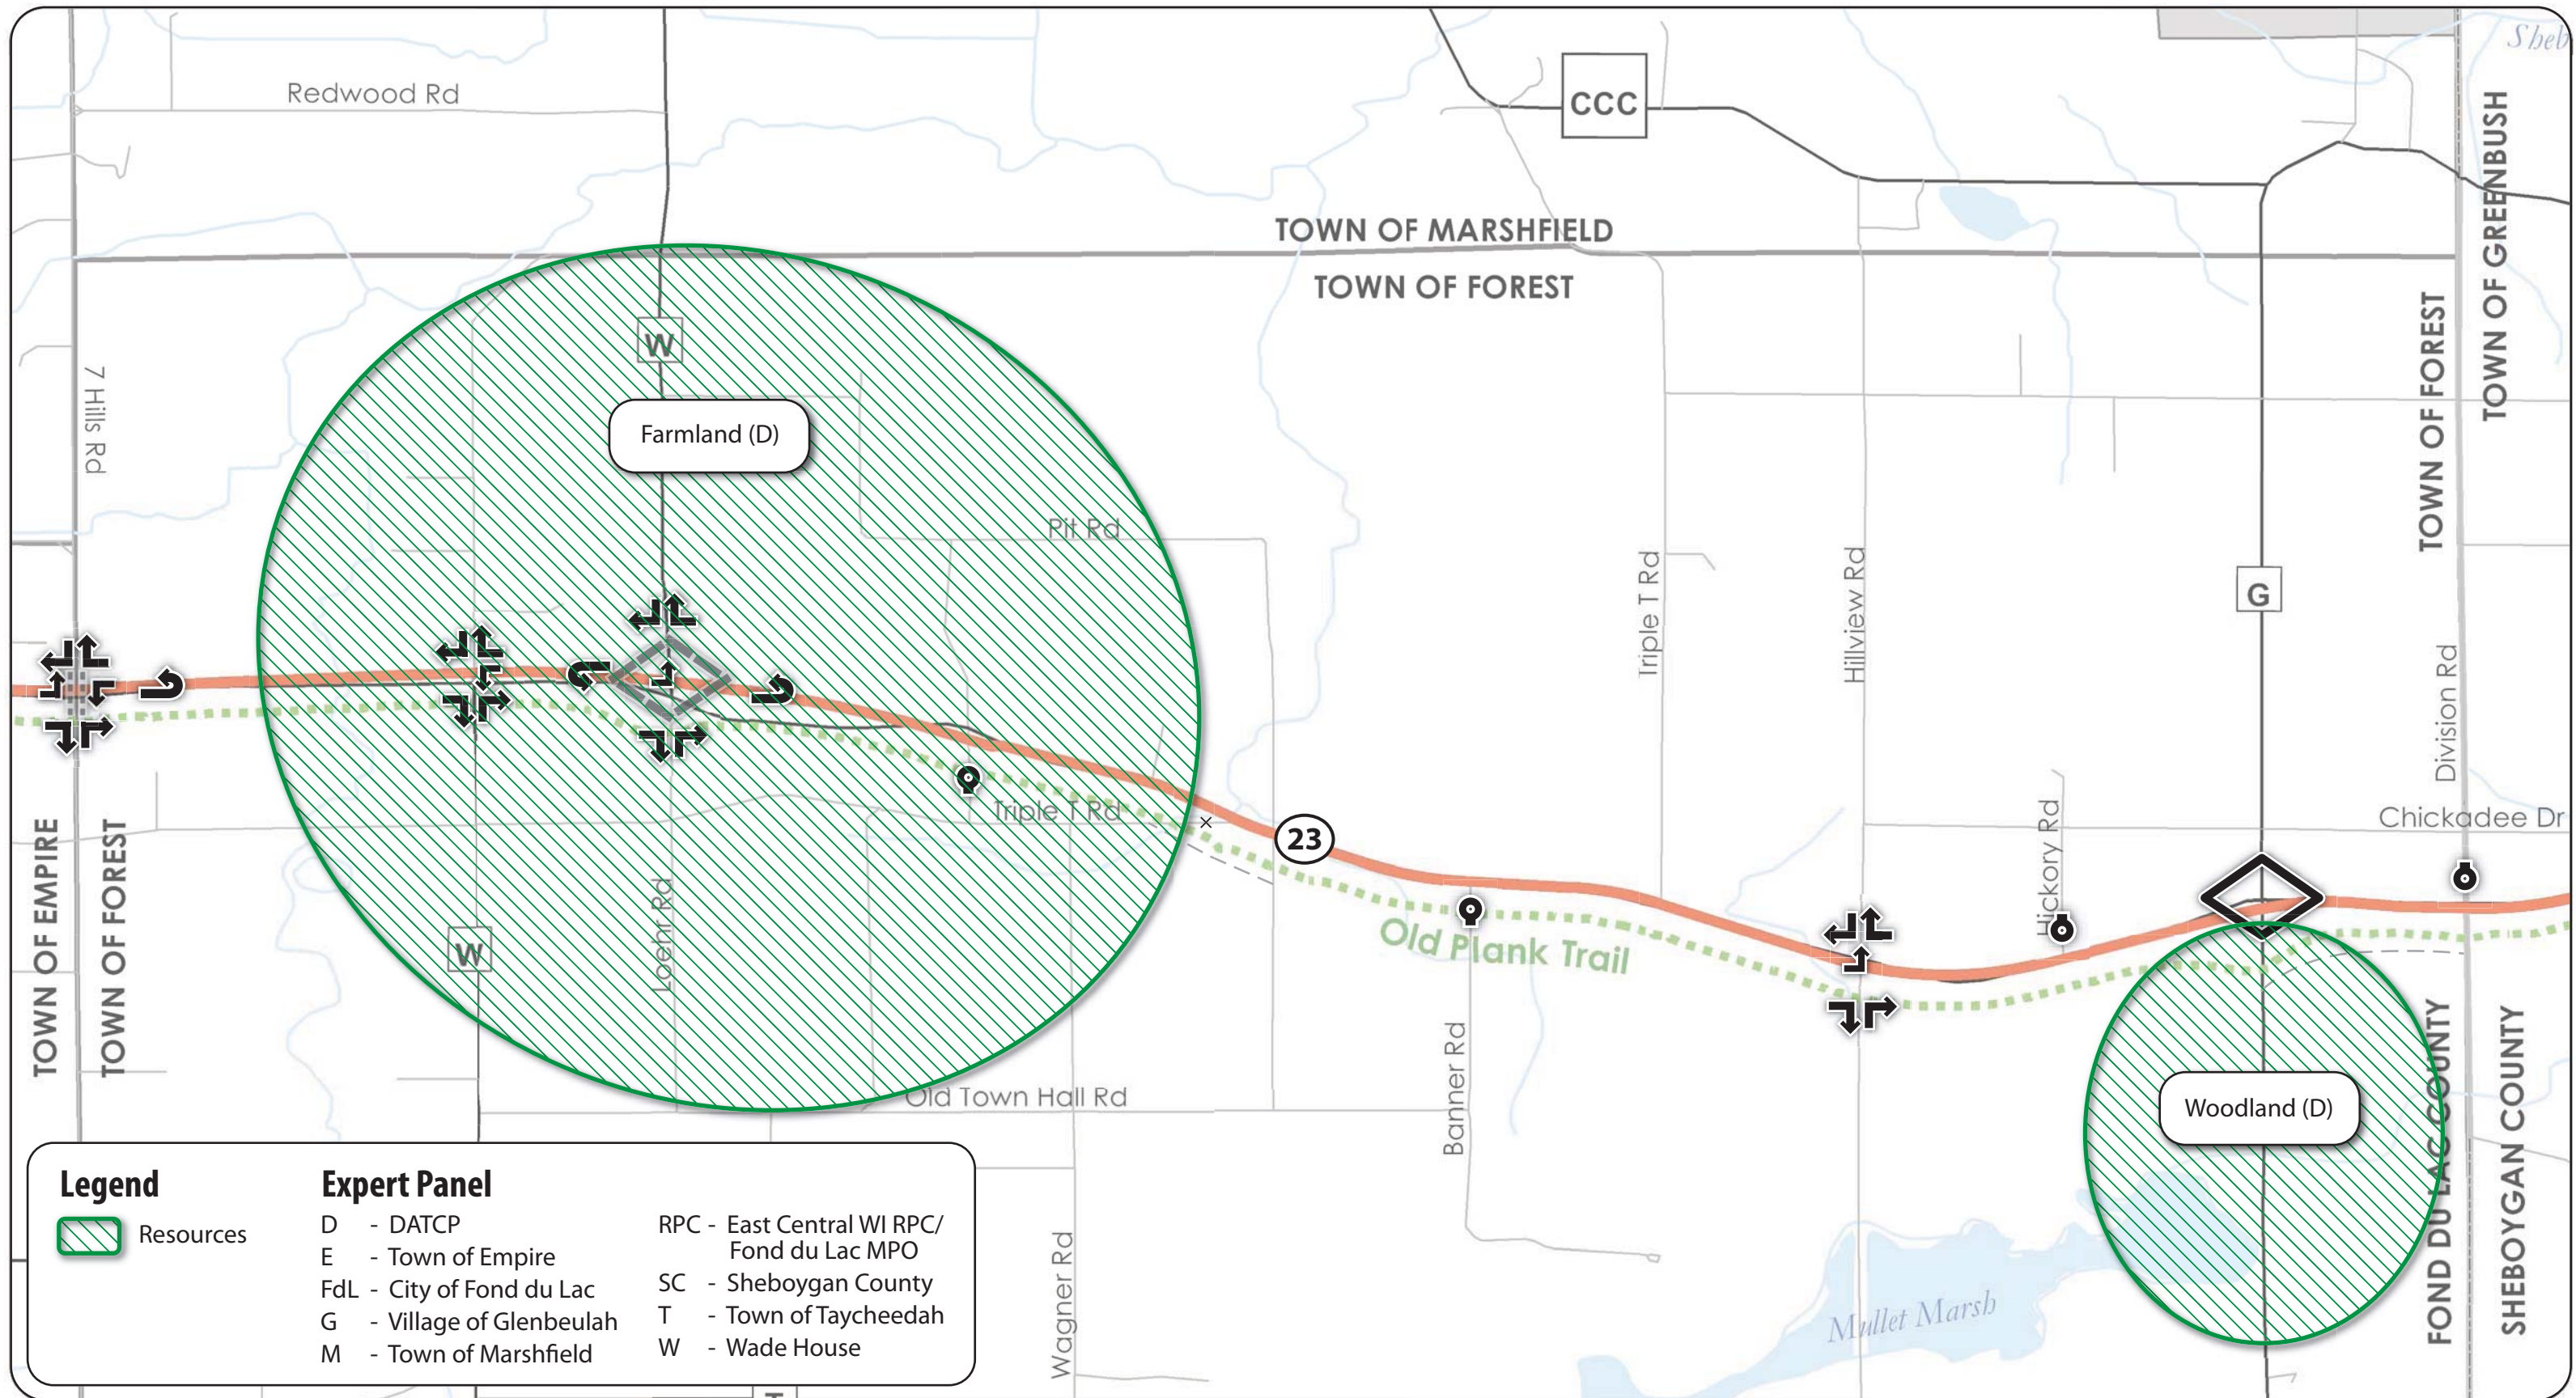 Sheb
Redwood Rd
CCC
TOWN OF GREENBUSH
TOWN OF MARSHFIELD
TOWN OF FOREST
TOWN OF FOREST
W
7 Hills Rd
Farmland (D)
Pit Rd
Triple T Rd
Hillview Rd
G
Division Rd
Triple T Rd
23
Hickory Rd
Chickadee Dr
TOWN OF EMPIRE
TOWN OF FOREST
W
Loehr Rd
Old Plank Trail
Banner Rd
Old Town Hall Rd
Woodland (D)
FOND DU LAC COUNTY
SHEBOYGAN COUNTY
Wagner Rd
Mullet Marsh
Legend
Resources
Expert Panel
D - DATCP
E - Town of Empire
FdL - City of Fond du Lac
G - Village of Glenbeulah
M - Town of Marshfield
RPC - East Central WI RPC/
Fond du Lac MPO
SC - Sheboygan County
T - Town of Taycheedah
W - Wade House